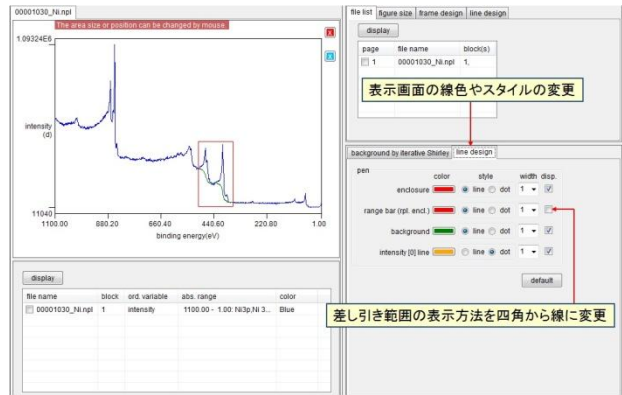 00001030_Ni.npl
The area size or position can be changed by mouse.
x
x
1.09324E6
intensity
(d)
11040
1100.00 880.20 660.40 440.60 220.80 1.00
binding energy(eV)
display
file name block ord. variable abs. range color
00001030_Ni.npl 1 intensity 1100.00 - 1.00: Ni3p,Ni 3... Blue
file list figure size frame design line design
display
page file name block(s)
1 00001030_Ni.npl 1,
表示画面の線色やスタイルの変更
background by iterative Shirley line design
pen color style width disp.
enclosure line dot 1
range bar (rpl. encl.) line dot 1
background line dot 1
intensity [0] line line dot 1
default
差し引き範囲の表示方法を四角から線に変更